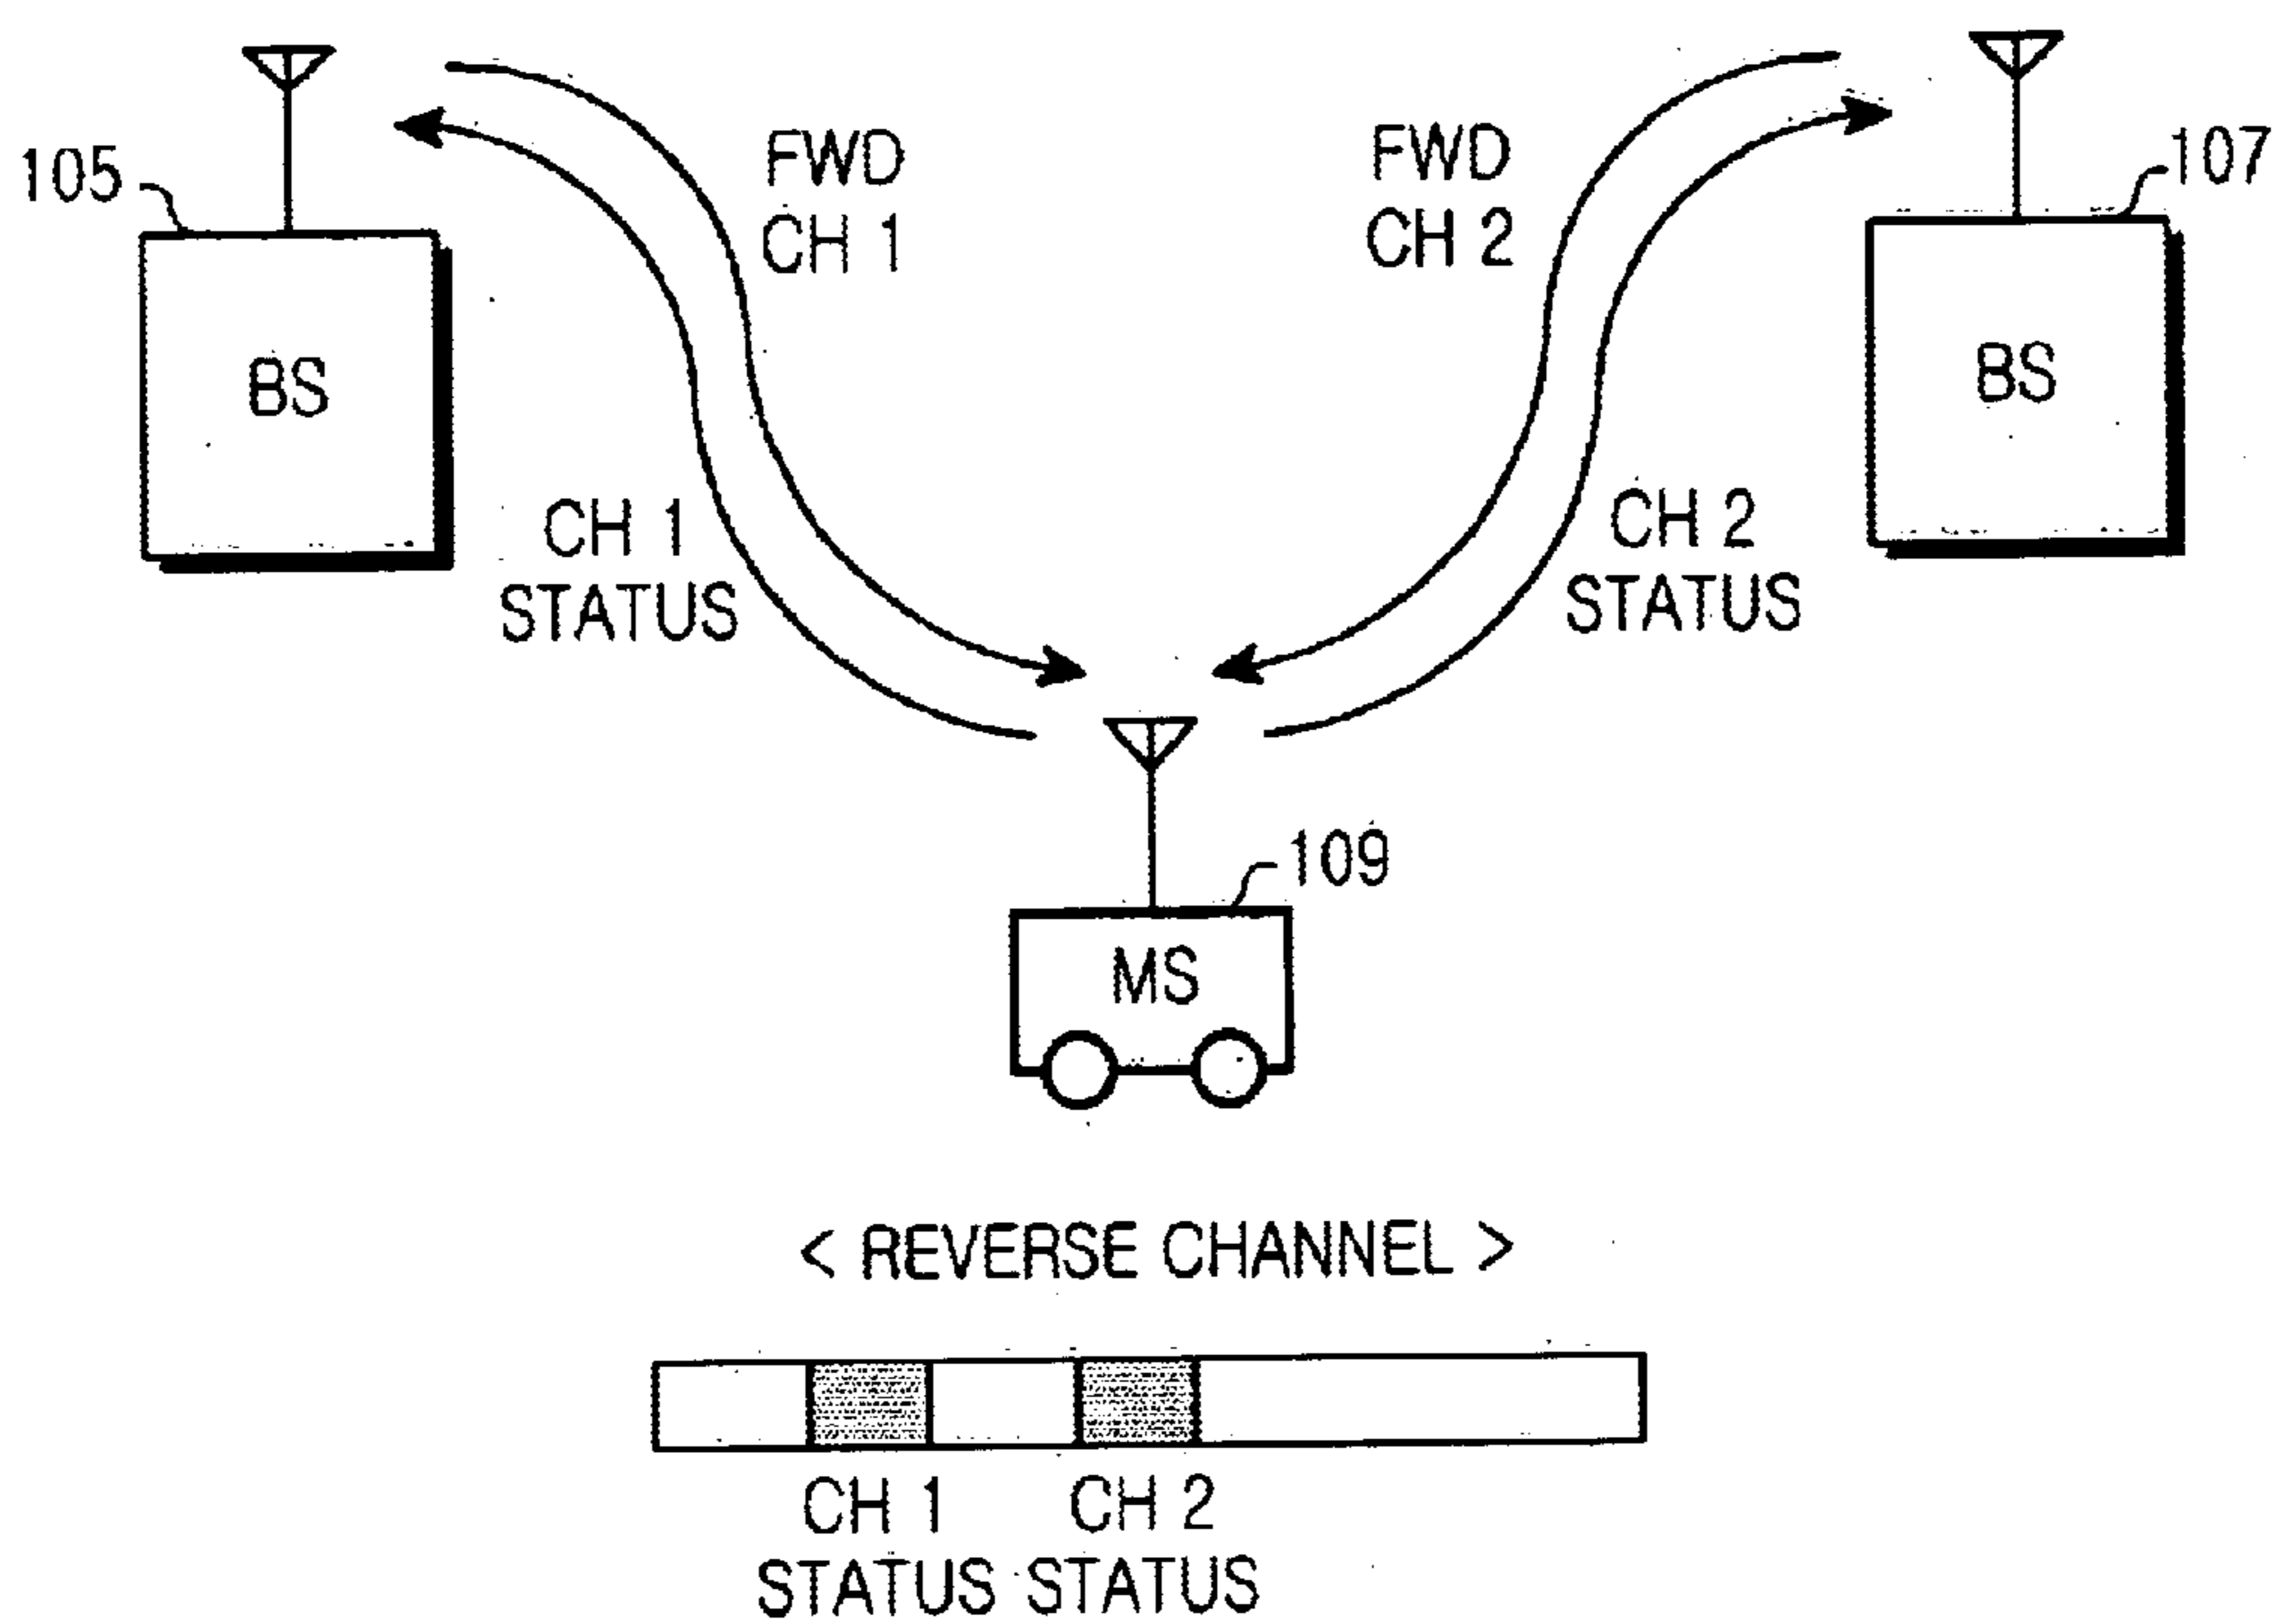 105
BS
FWD
CH 1
CH 1
STATUS
FWD
CH 2
CH 2
STATUS
107
BS
109
MS
< REVERSE CHANNEL >
CH 1 CH 2
STATUS STATUS